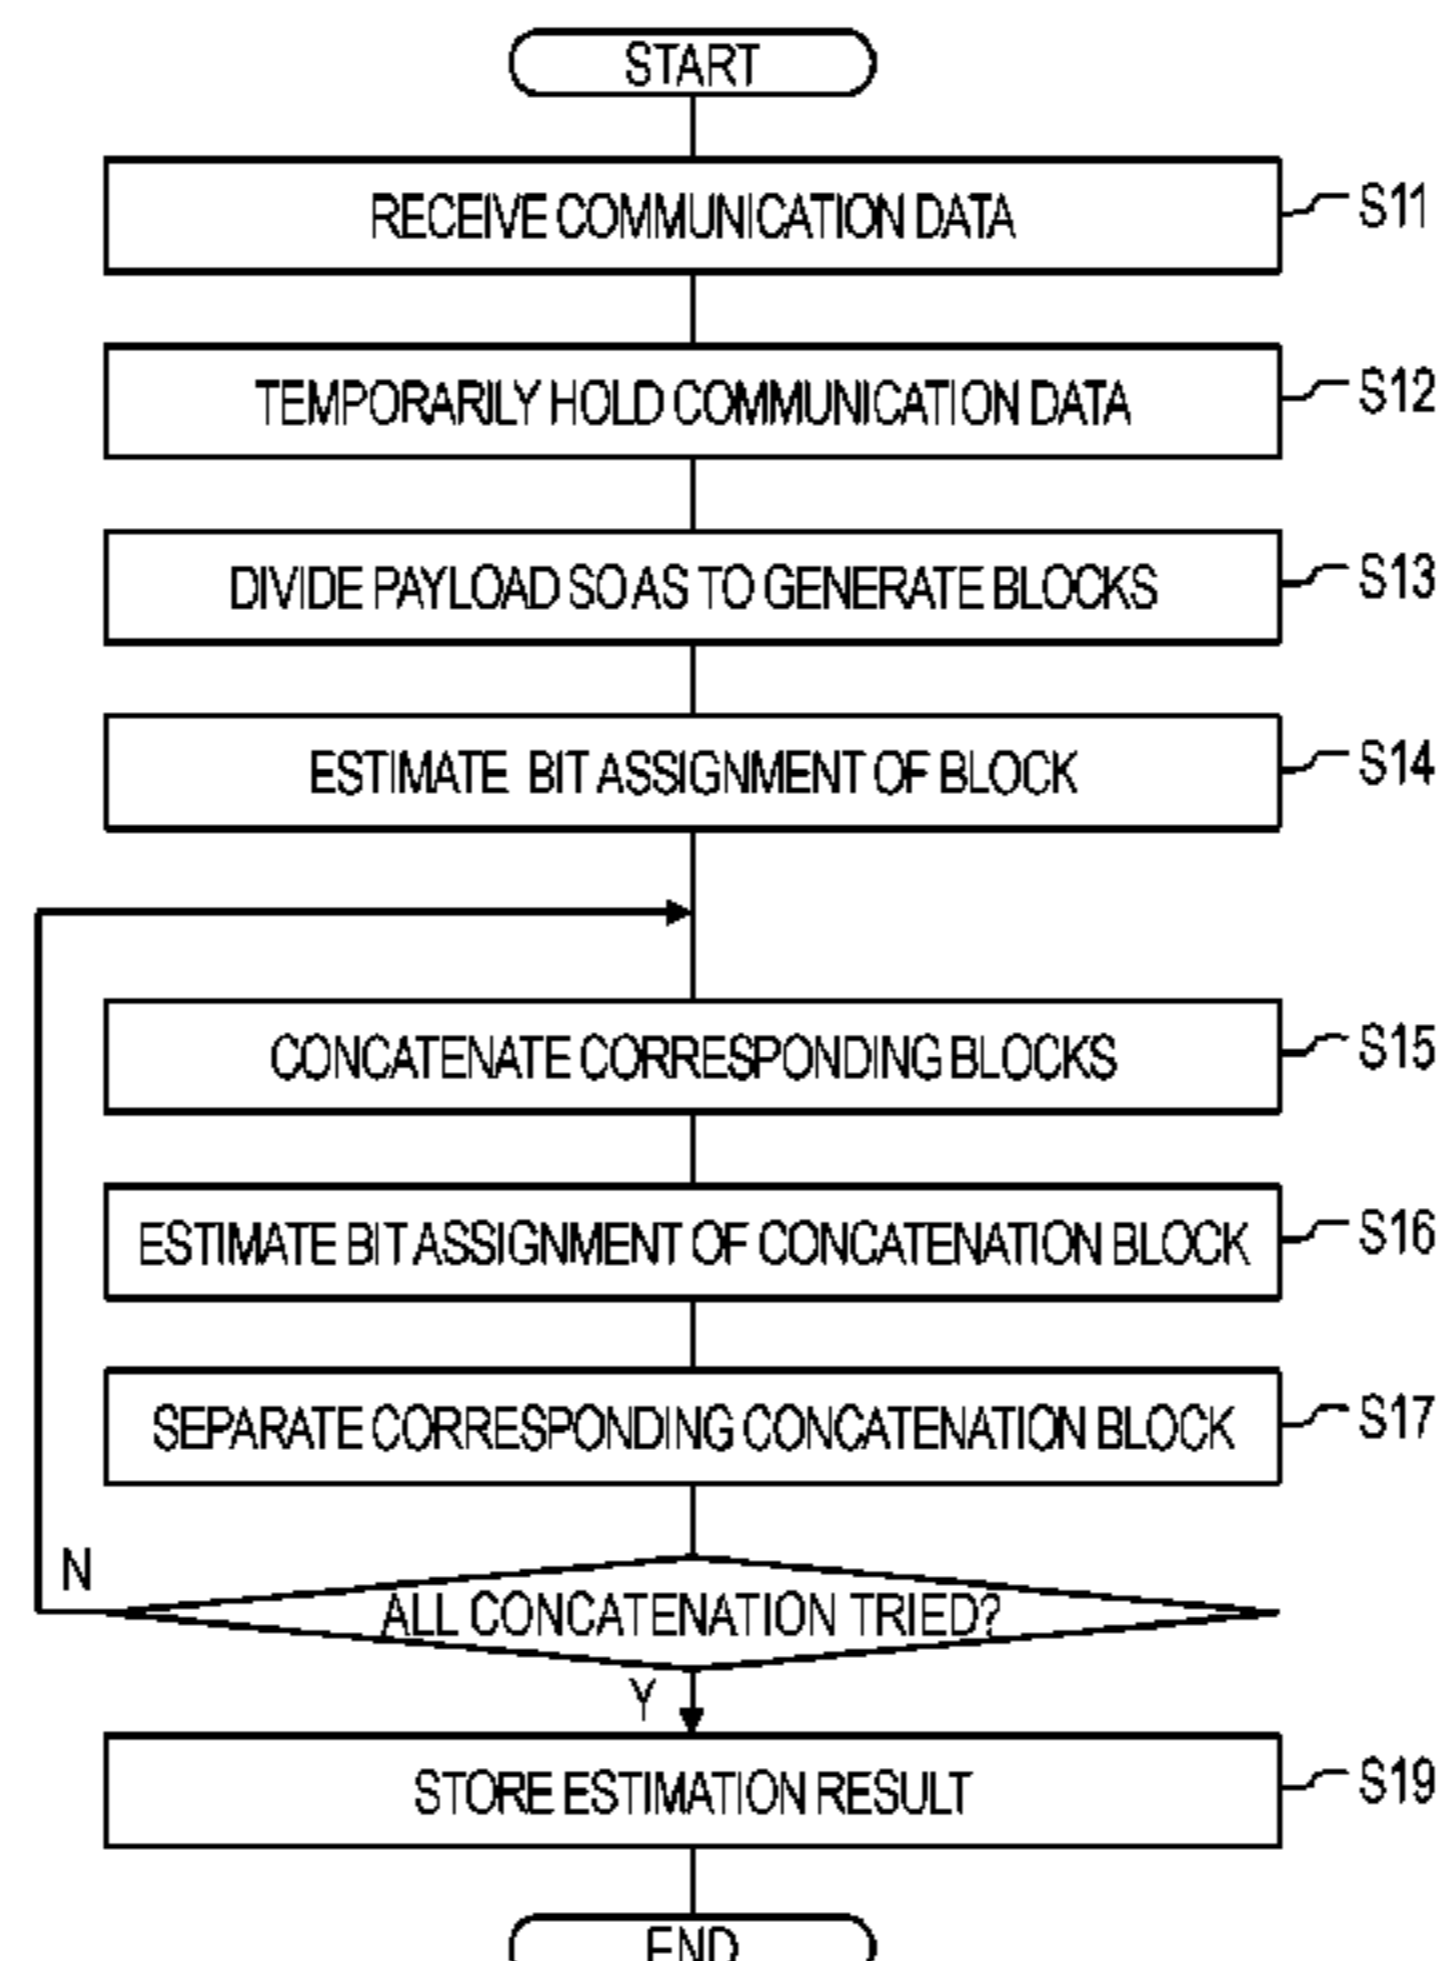 START
RECEIVE COMMUNICATION DATA S11
TEMPORARILY HOLD COMMUNICATION DATA S12
DIVIDE PAYLOAD SO AS TO GENERATE BLOCKS S13
ESTIMATE BIT ASSIGNMENT OF BLOCK S14
CONCATENATE CORRESPONDING BLOCKS S15
ESTIMATE BIT ASSIGNMENT OF CONCATENATION BLOCK S16
SEPARATE CORRESPONDING CONCATENATION BLOCK S17
N
ALL CONCATENATION TRIED?
Y
STORE ESTIMATION RESULT S19
END